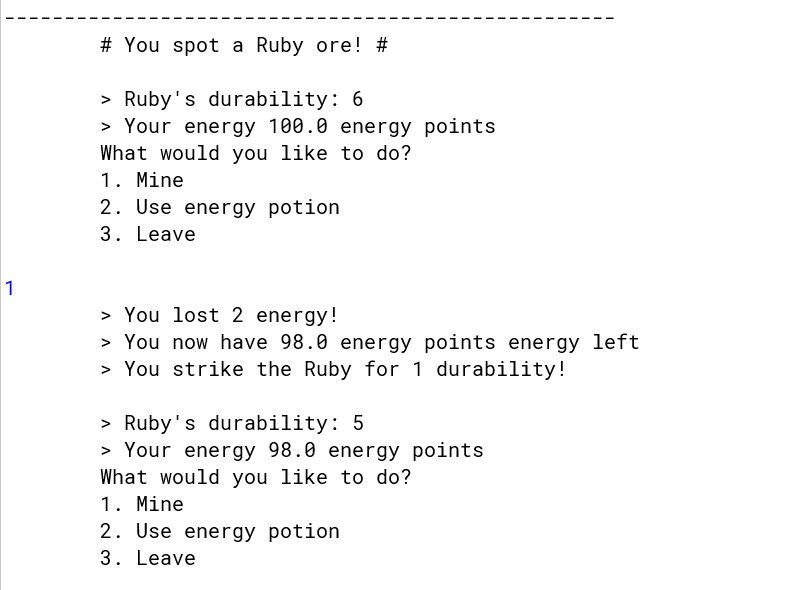 ---------------------------------------------------
# You spot a Ruby ore! #
> Ruby's durability: 6
> Your energy 100.0 energy points
What would you like to do?
1. Mine
2. Use energy potion
3. Leave
1
> You lost 2 energy!
> You now have 98.0 energy points energy left
> You strike the Ruby for 1 durability!
> Ruby's durability: 5
> Your energy 98.0 energy points
What would you like to do?
1. Mine
2. Use energy potion
3. Leave